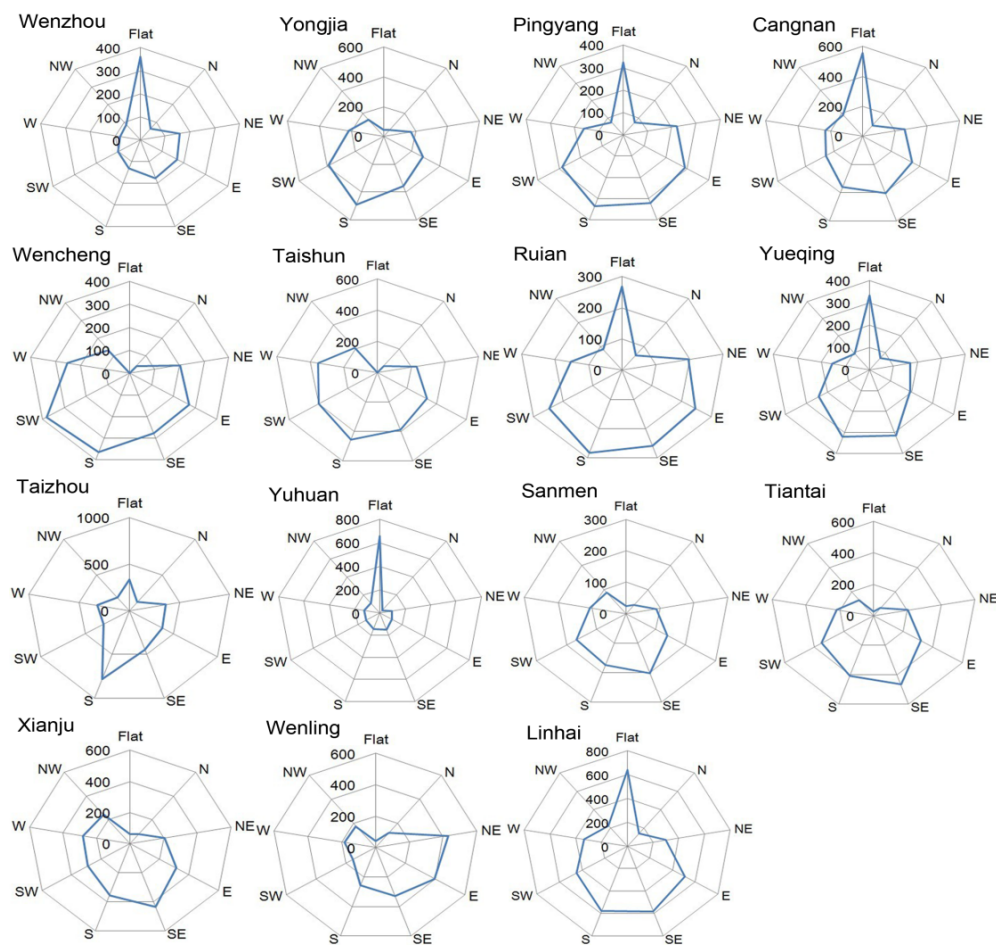 Wenzhou
400
300
200
100
0
Flat
N
NE
E
SE
S
SW
W
NW
Yongjia
600
400
200
0
Flat
N
NE
E
SE
S
SW
W
NW
Pingyang
400
300
200
100
0
Flat
N
NE
E
SE
S
SW
W
NW
Cangnan
600
400
200
0
Flat
N
NE
E
SE
S
SW
W
NW
Wencheng
400
300
200
100
0
Flat
N
NE
E
SE
S
SW
W
NW
Taishun
600
400
200
0
Flat
N
NE
E
SE
S
SW
W
NW
Ruian
300
200
100
0
Flat
N
NE
E
SE
S
SW
W
NW
Yueqing
400
300
200
100
0
Flat
N
NE
E
SE
S
SW
W
NW
Taizhou
1000
500
0
Flat
N
NE
E
SE
S
SW
W
NW
Yuhuan
800
600
400
200
0
Flat
N
NE
E
SE
S
SW
W
NW
Sanmen
300
200
100
0
Flat
N
NE
E
SE
S
SW
W
NW
Tiantai
600
400
200
0
Flat
N
NE
E
SE
S
SW
W
NW
Xianju
600
400
200
0
Flat
N
NE
E
SE
S
SW
W
NW
Wenling
600
400
200
0
Flat
N
NE
E
SE
S
SW
W
NW
Linhai
800
600
400
200
0
Flat
N
NE
E
SE
S
SW
W
NW